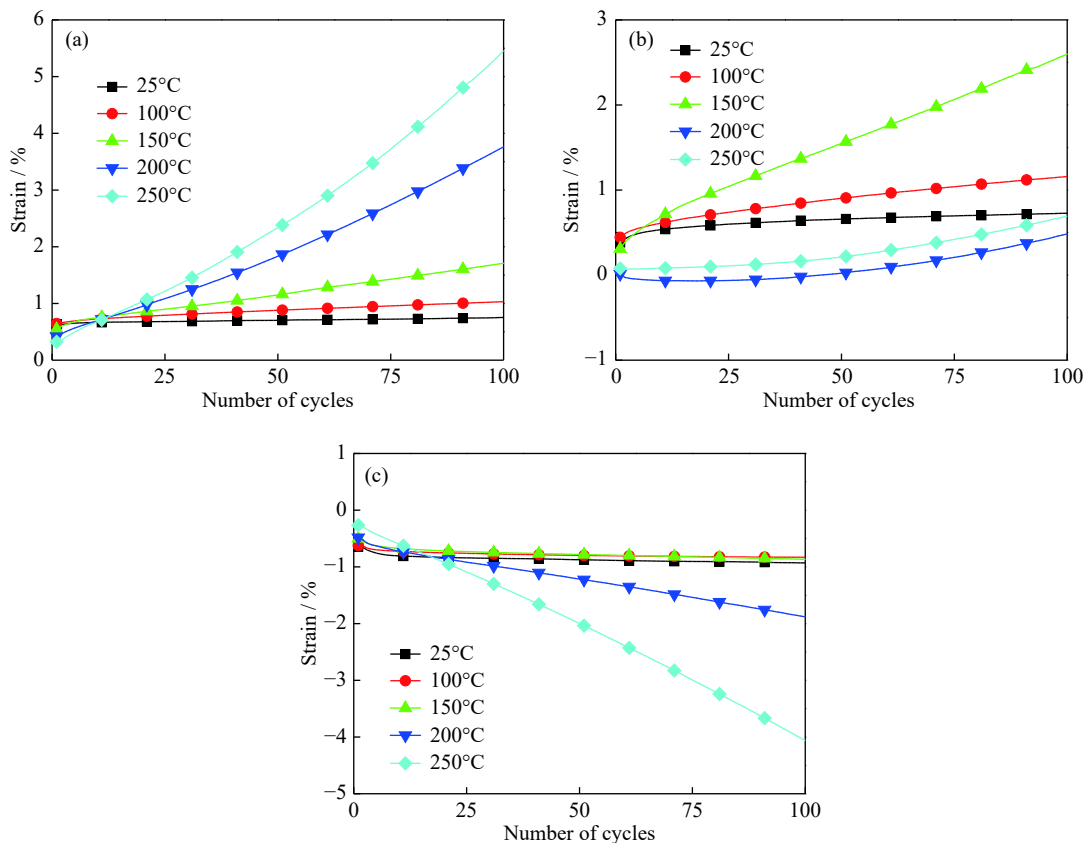 (a)
6
5
4
3
2
1
0
Strain / %
25°C
100°C
150°C
200°C
250°C
0 25 50 75 100
Number of cycles
(b)
3
2
1
0
−1
Strain / %
25°C
100°C
150°C
200°C
250°C
0 25 50 75 100
Number of cycles
(c)
1
0
−1
−2
−3
−4
−5
Strain / %
25°C
100°C
150°C
200°C
250°C
0 25 50 75 100
Number of cycles